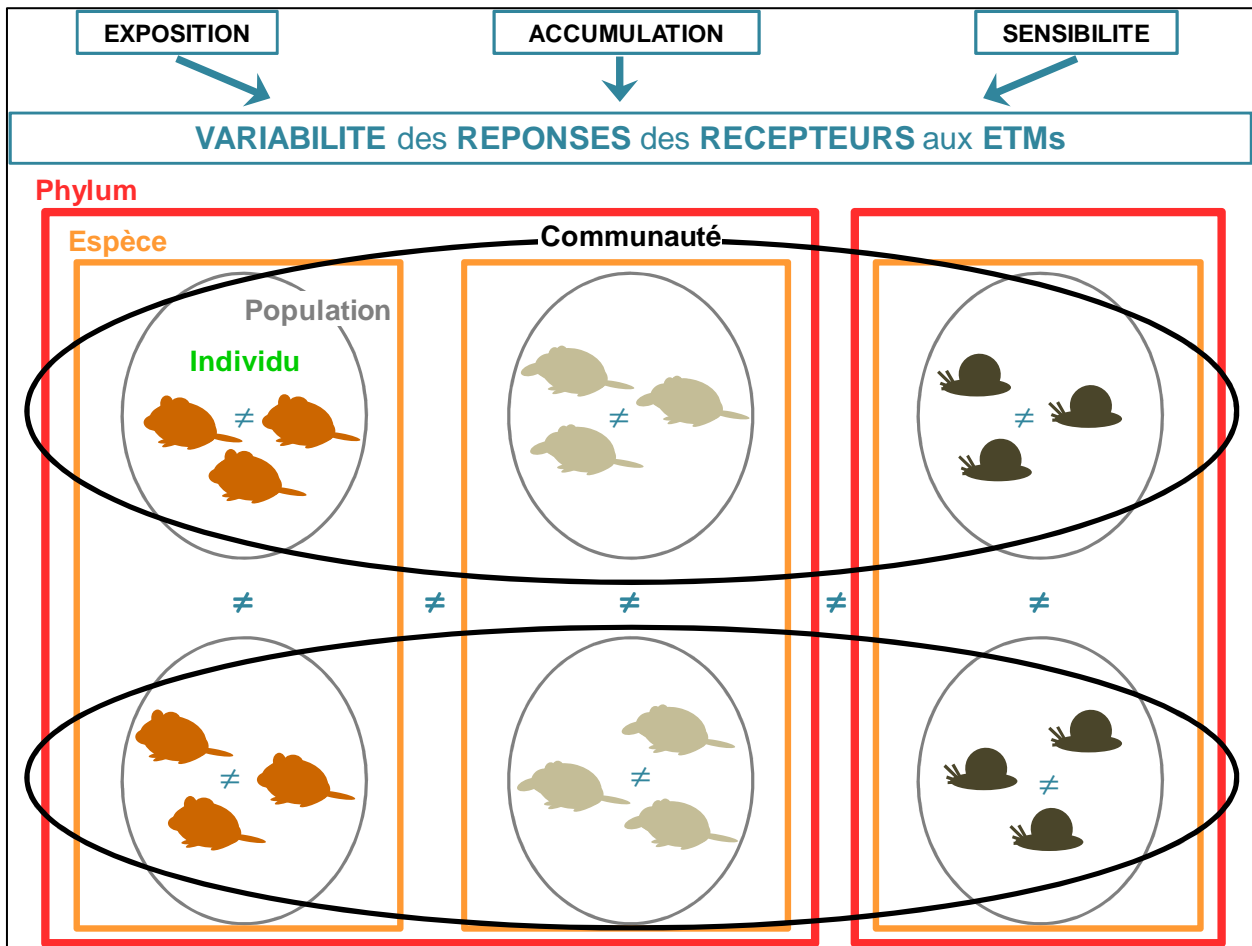 EXPOSITION
ACCUMULATION
SENSIBILITE
VARIABILITE des REPONSES des RECEPTEURS aux ETMs
Phylum
Espèce
Communauté
Population
Individu
≠
≠
≠
≠ ≠ ≠ ≠ ≠
≠
≠
≠